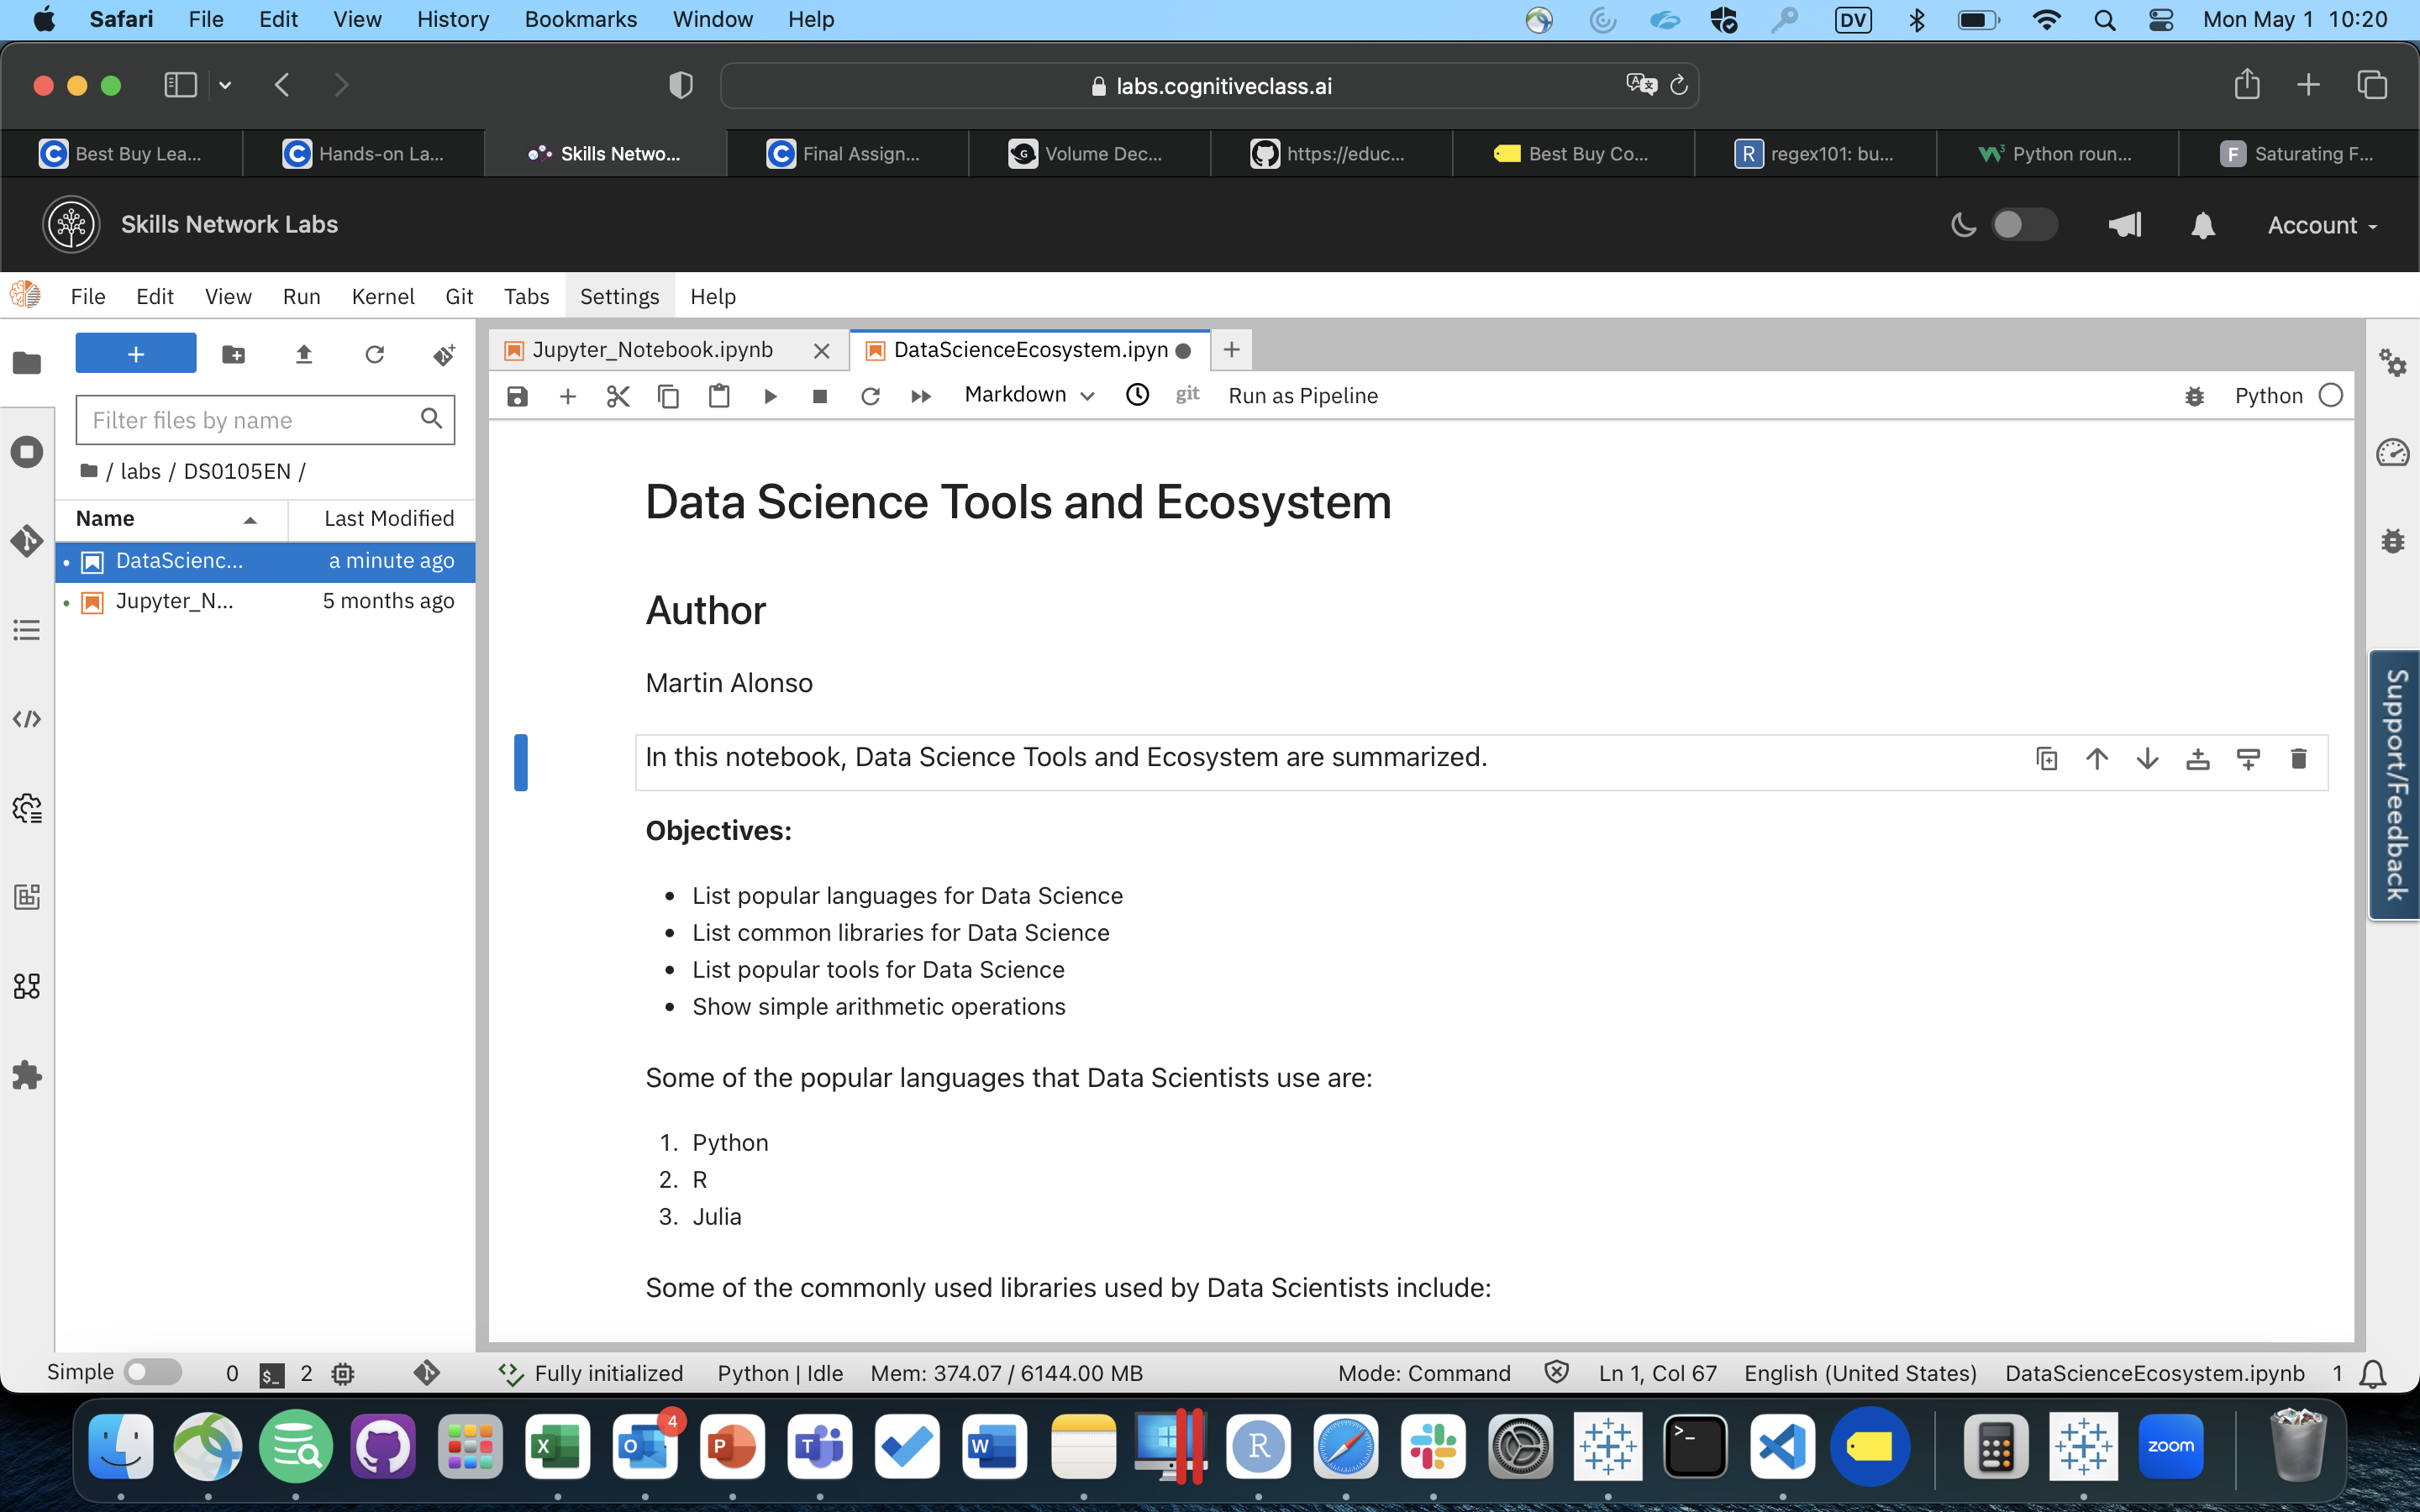 Safari File Edit View History Bookmarks Window Help DV Mon May 1 10:20
labs.cognitiveclass.ai
Best Buy Lea... Hands-on La... Skills Netwo... Final Assign... Volume Dec... https://educ... Best Buy Co... regex101: bu... Python roun... Saturating F...
Skills Network Labs Account
File Edit View Run Kernel Git Tabs Settings Help
Jupyter_Notebook.ipynb DataScienceEcosystem.ipyn
Markdown git Run as Pipeline Python
Filter files by name
/ labs / DS0105EN /
Name Last Modified
DataScienc... a minute ago
Jupyter_N... 5 months ago
Data Science Tools and Ecosystem
Author
Martin Alonso
In this notebook, Data Science Tools and Ecosystem are summarized.
Objectives:
• List popular languages for Data Science
• List common libraries for Data Science
• List popular tools for Data Science
• Show simple arithmetic operations
Some of the popular languages that Data Scientists use are:
1. Python
2. R
3. Julia
Some of the commonly used libraries used by Data Scientists include:
Support/Feedback
Simple 0 $_ 2 Fully initialized Python | Idle Mem: 374.07 / 6144.00 MB Mode: Command Ln 1, Col 67 English (United States) DataScienceEcosystem.ipynb 1
X O 4 P T W R >_ zoom